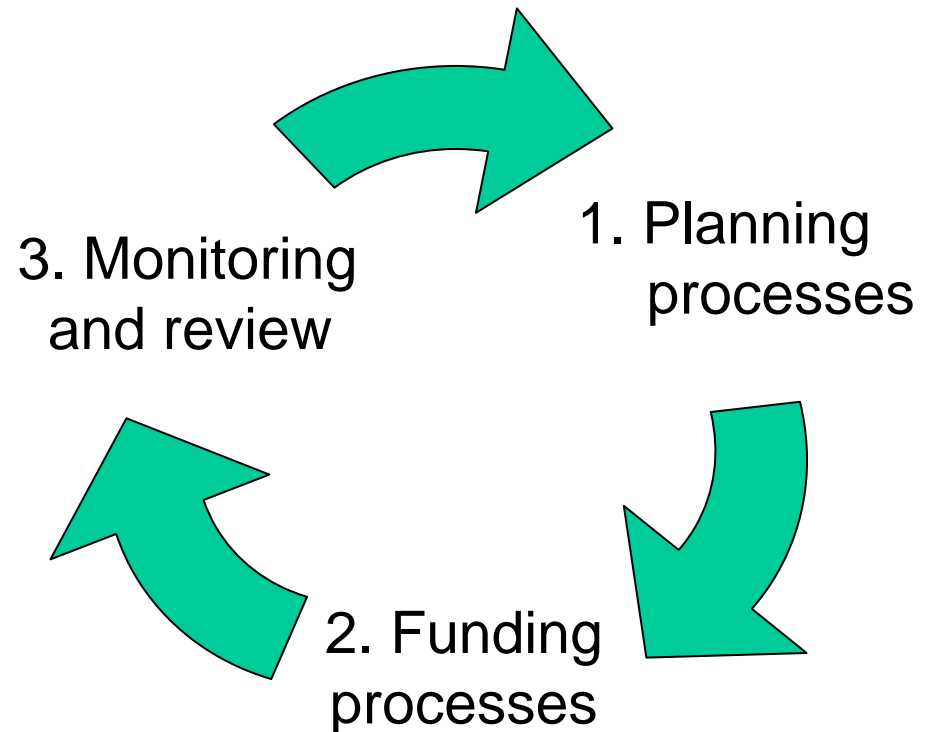 1. Planning
processes
2. Funding
processes
3. Monitoring
and review